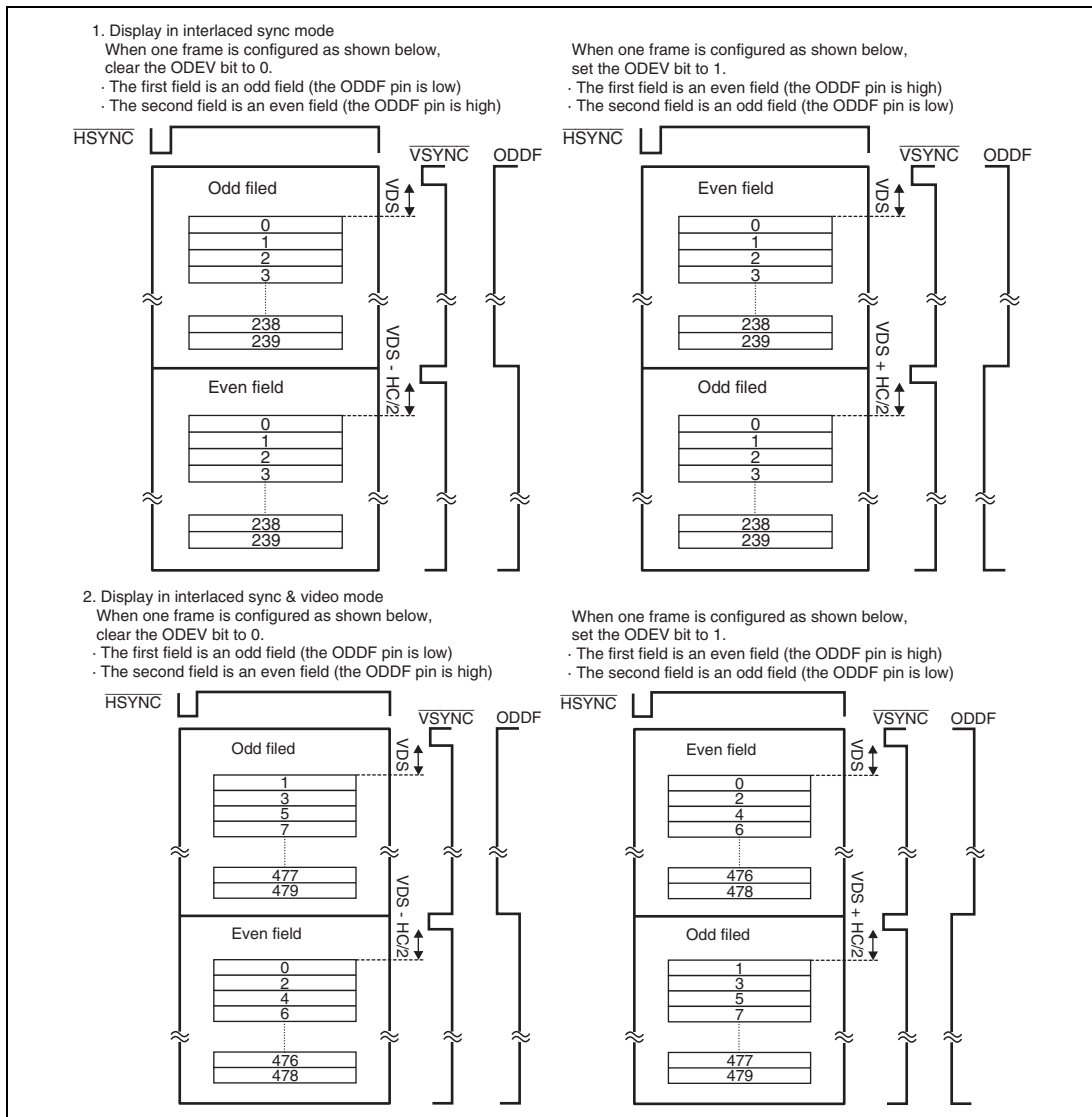 1. Display in interlaced sync mode
When one frame is configured as shown below,
clear the ODEV bit to 0.
· The first field is an odd field (the ODDF pin is low)
· The second field is an even field (the ODDF pin is high)
HSYNC
VSYNC
ODDF
Odd filed
VDS
0
1
2
3
238
239
VDS - HC/2
Even field
0
1
2
3
238
239
When one frame is configured as shown below,
set the ODEV bit to 1.
· The first field is an even field (the ODDF pin is high)
· The second field is an odd field (the ODDF pin is low)
HSYNC
VSYNC
ODDF
Even field
VDS
0
1
2
3
238
239
VDS + HC/2
Odd filed
0
1
2
3
238
239
2. Display in interlaced sync & video mode
When one frame is configured as shown below,
clear the ODEV bit to 0.
· The first field is an odd field (the ODDF pin is low)
· The second field is an even field (the ODDF pin is high)
HSYNC
VSYNC
ODDF
Odd filed
VDS
1
3
5
7
477
479
VDS - HC/2
Even field
0
2
4
6
476
478
When one frame is configured as shown below,
set the ODEV bit to 1.
· The first field is an even field (the ODDF pin is high)
· The second field is an odd field (the ODDF pin is low)
HSYNC
VSYNC
ODDF
Even field
VDS
0
2
4
6
476
478
VDS + HC/2
Odd filed
1
3
5
7
477
479